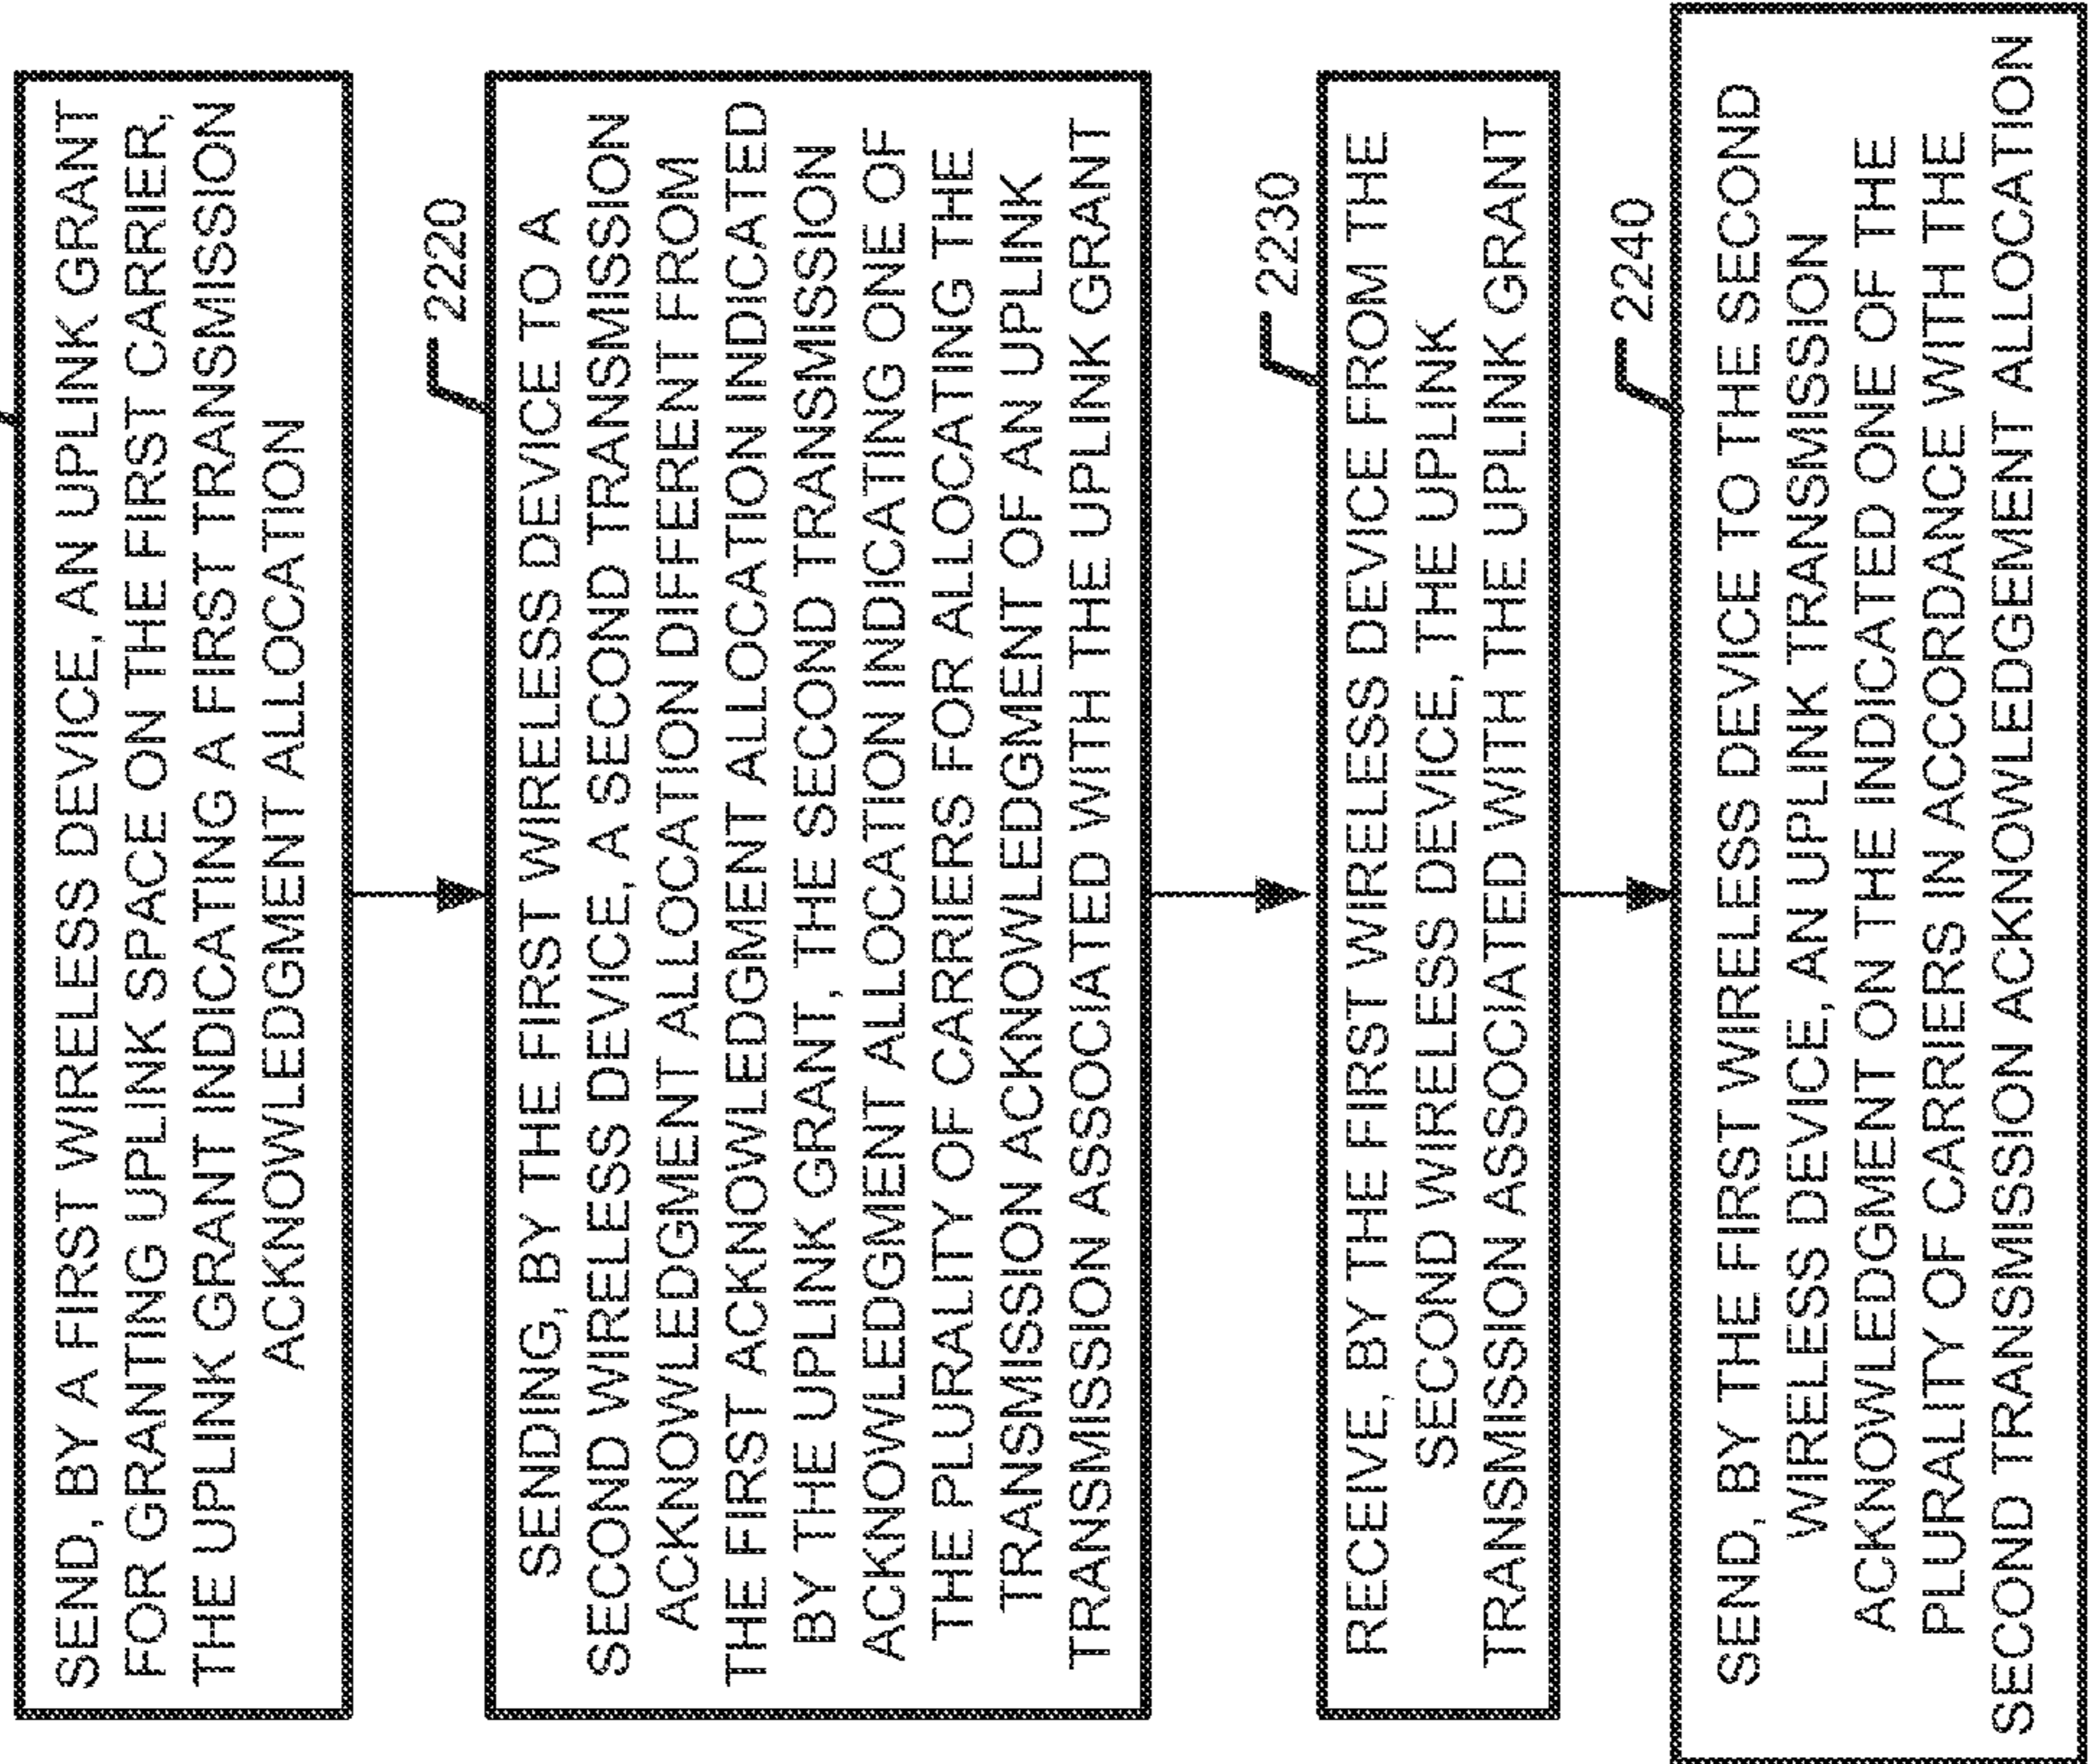 SEND, BY A FIRST WIRELESS DEVICE, AN UPLINK GRANT
FOR GRANTING UPLINK SPACE ON THE FIRST CARRIER,
THE UPLINK GRANT INDICATING A FIRST TRANSMISSION
ACKNOWLEDGMENT ALLOCATION
2220
SENDING, BY THE FIRST WIRELESS DEVICE TO A
SECOND WIRELESS DEVICE, A SECOND TRANSMISSION
ACKNOWLEDGMENT ALLOCATION DIFFERENT FROM
THE FIRST ACKNOWLEDGMENT ALLOCATION INDICATED
BY THE UPLINK GRANT, THE SECOND TRANSMISSION
ACKNOWLEDGMENT ALLOCATION INDICATING ONE OF
THE PLURALITY OF CARRIERS FOR ALLOCATING THE
TRANSMISSION ACKNOWLEDGMENT OF AN UPLINK
TRANSMISSION ASSOCIATED WITH THE UPLINK GRANT
2230
RECEIVE, BY THE FIRST WIRELESS DEVICE FROM THE
SECOND WIRELESS DEVICE, THE UPLINK
TRANSMISSION ASSOCIATED WITH THE UPLINK GRANT
2240
SEND, BY THE FIRST WIRELESS DEVICE TO THE SECOND
WIRELESS DEVICE, AN UPLINK TRANSMISSION
ACKNOWLEDGMENT ON THE INDICATED ONE OF THE
PLURALITY OF CARRIERS IN ACCORDANCE WITH THE
SECOND TRANSMISSION ACKNOWLEDGEMENT ALLOCATION